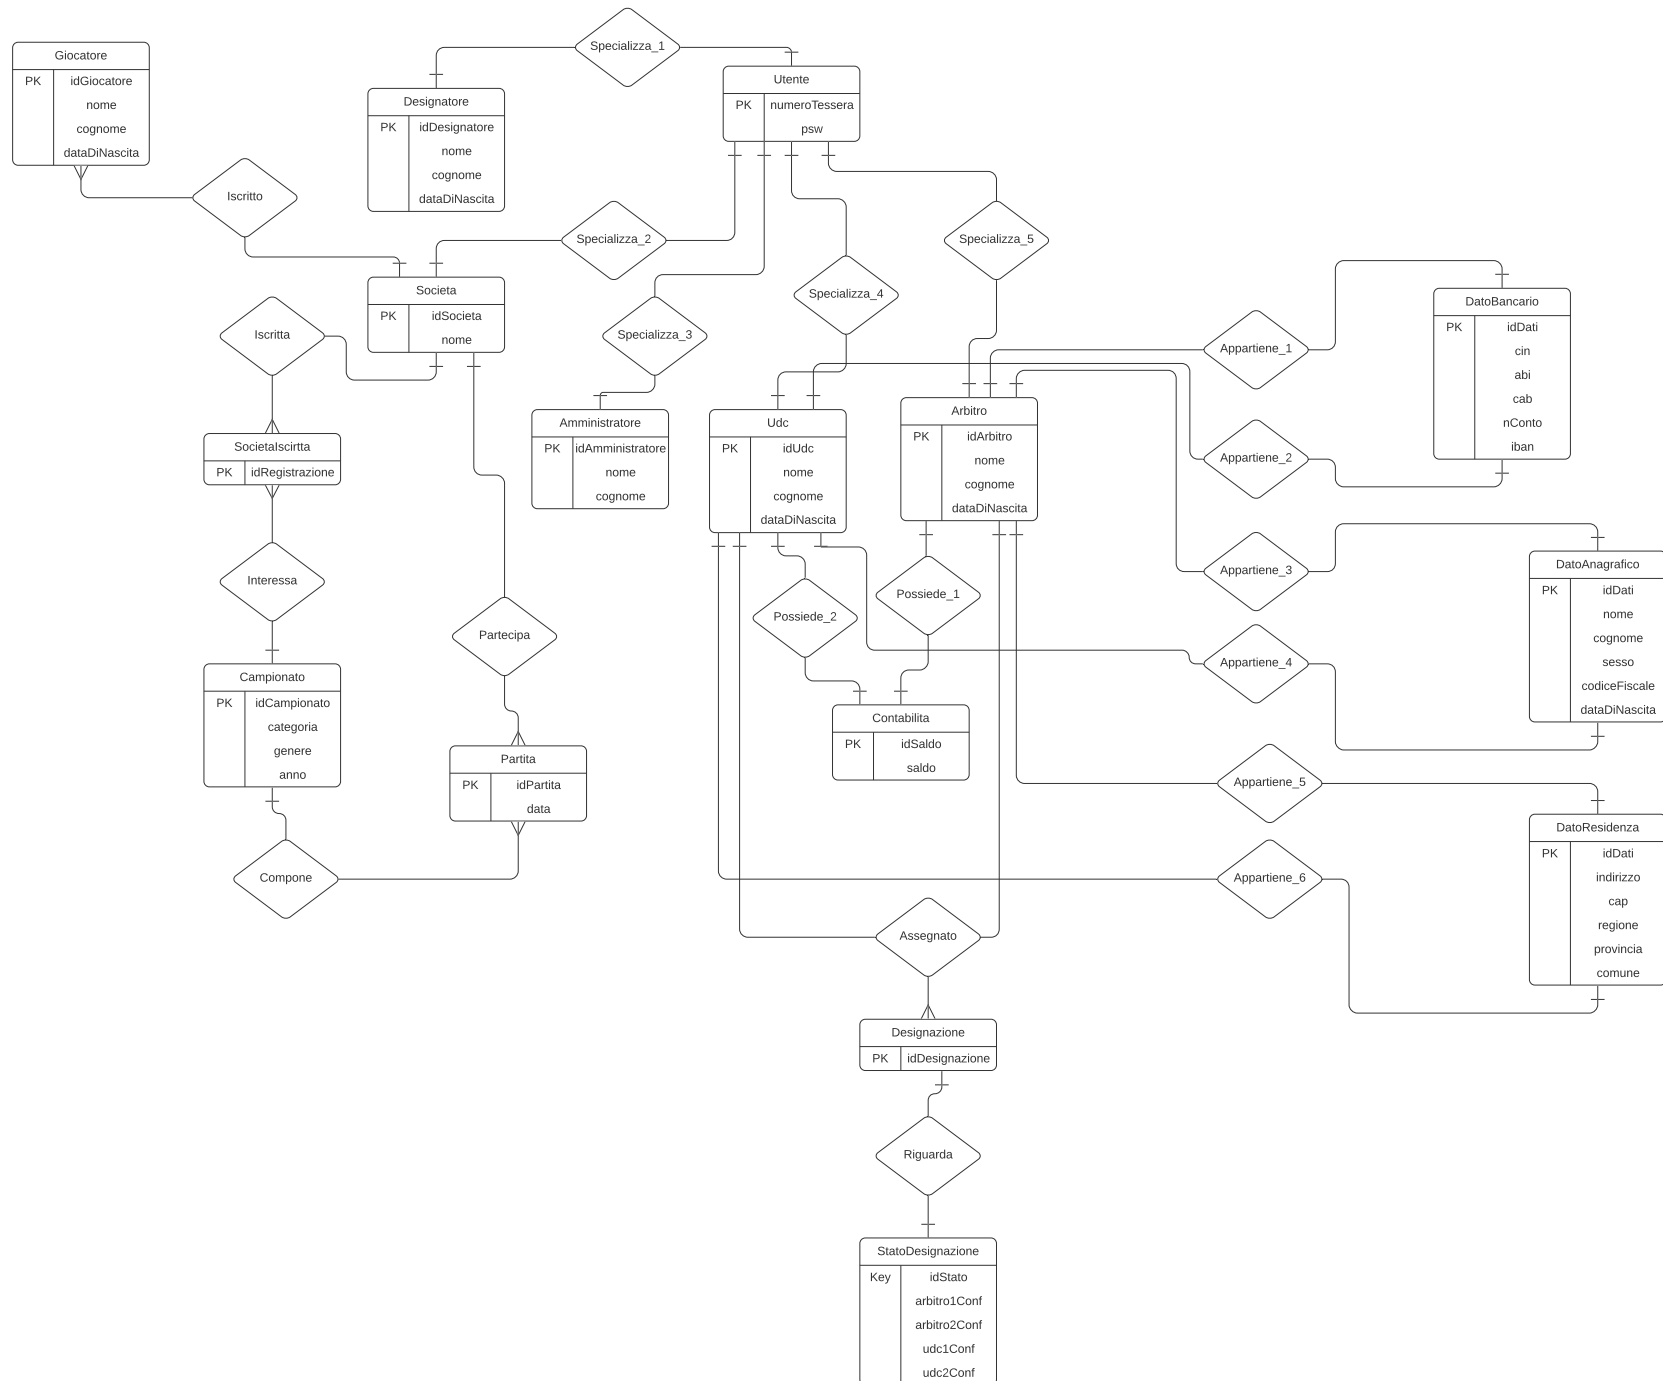 Giocatore
PK idGiocatore
nome
cognome
dataDiNascita
Specializza_1
Designatore
PK idDesignatore
nome
cognome
dataDiNascita
Utente
PK numeroTessera
psw
Iscritto
Specializza_2
Specializza_5
Specializza_4
Societa
PK idSocieta
nome
Iscritta
Specializza_3
Appartiene_1
DatoBancario
PK idDati
cin
abi
cab
nConto
iban
SocietaIscirtta
PK idRegistrazione
Amministratore
PK idAmministratore
nome
cognome
Udc
PK idUdc
nome
cognome
dataDiNascita
Arbitro
PK idArbitro
nome
cognome
dataDiNascita
Appartiene_2
Interessa
Partecipa
Possiede_2
Possiede_1
Appartiene_3
DatoAnagrafico
PK idDati
nome
cognome
sesso
codiceFiscale
dataDiNascita
Appartiene_4
Campionato
PK idCampionato
categoria
genere
anno
Partita
PK idPartita
data
Contabilita
PK idSaldo
saldo
Appartiene_5
DatoResidenza
PK idDati
indirizzo
cap
regione
provincia
comune
Compone
Appartiene_6
Assegnato
Designazione
PK idDesignazione
Riguarda
StatoDesignazione
Key idStato
arbitro1Conf
arbitro2Conf
udc1Conf
udc2Conf